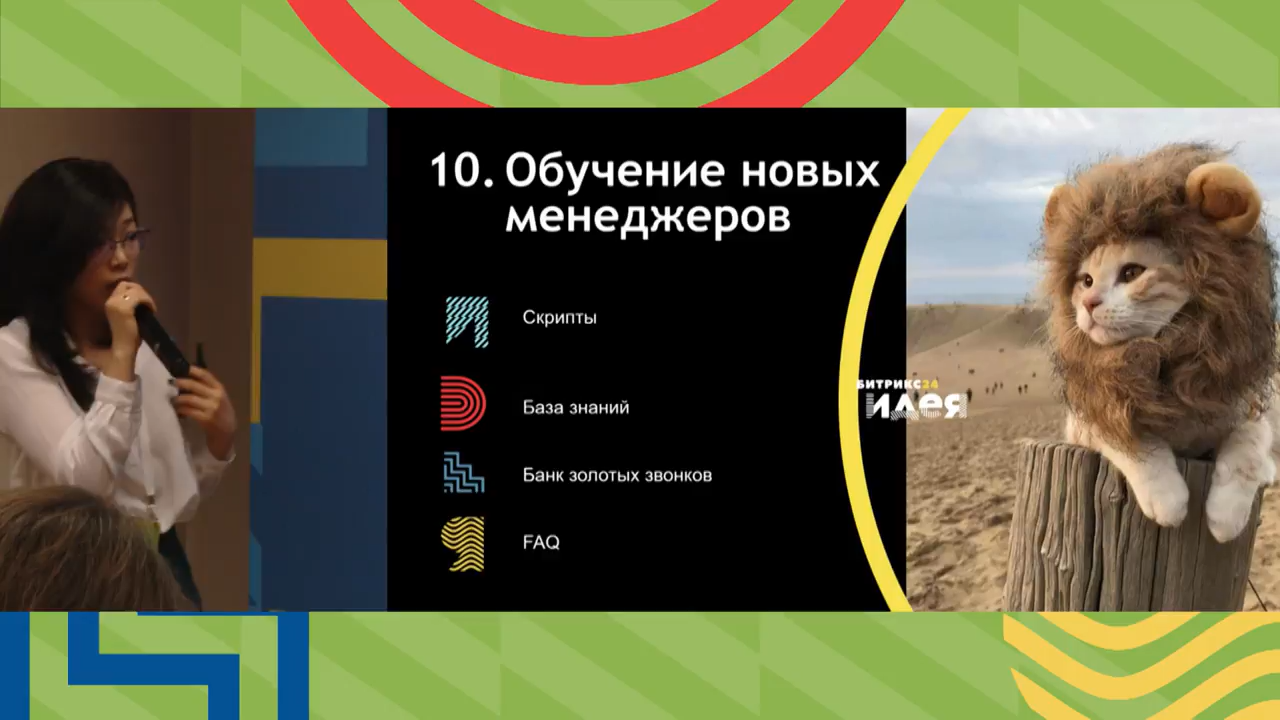 10. Обучение новых
менеджеров
Скрипты
База знаний
Банк золотых звонков
FAQ
БИТРИКС24
идея